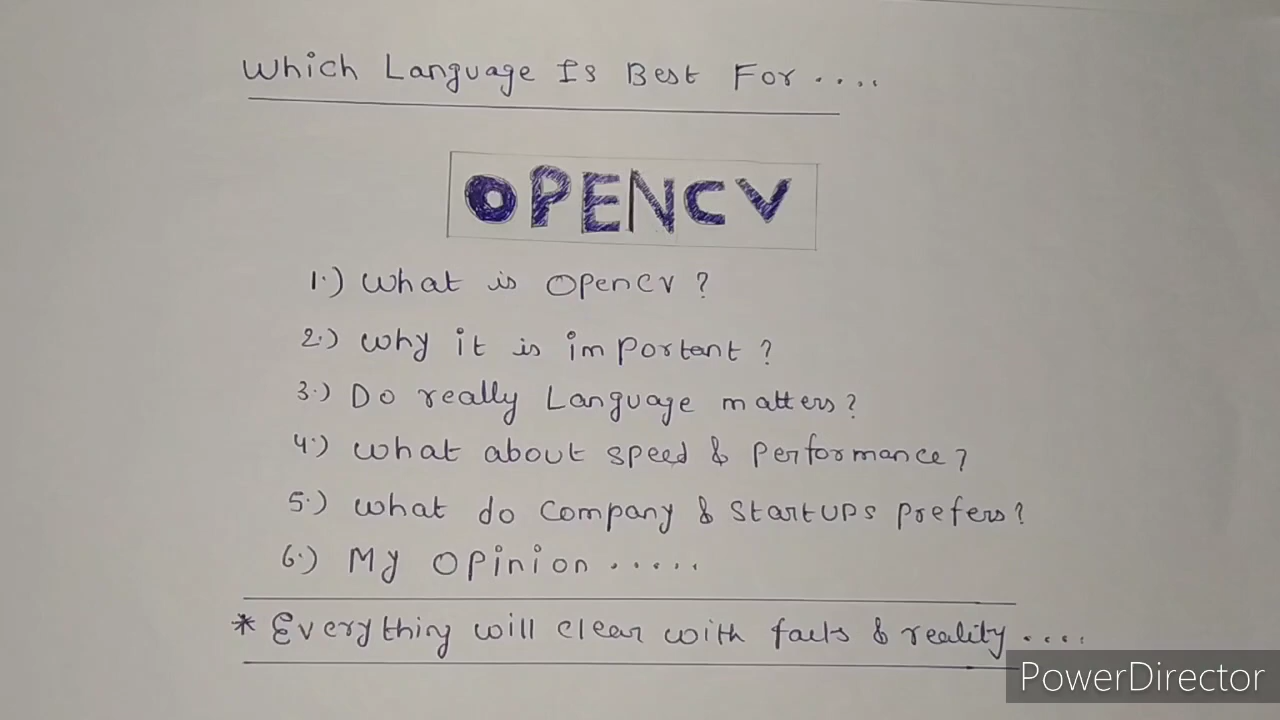 Which Language Is Best For ....
OPENCV
1.) What is Opencv ?
2.) Why it is important ?
3.) Do really Language matters ?
4.) What about speed & Performance ?
5.) What do Company & StartUPs prefers ?
6.) My Opinion .....
* Everything will clear with facts & reality ....
PowerDirector